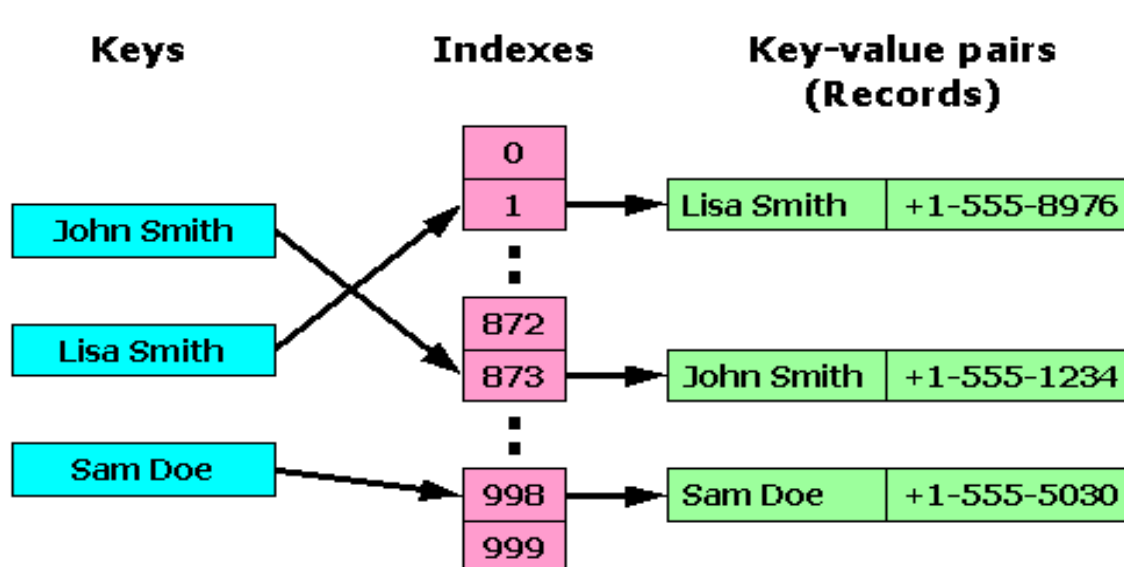 Keys
Indexes
Key-value pairs
(Records)
0
1
Lisa Smith +1-555-8976
John Smith
Lisa Smith
872
873
John Smith +1-555-1234
Sam Doe
998
Sam Doe +1-555-5030
999